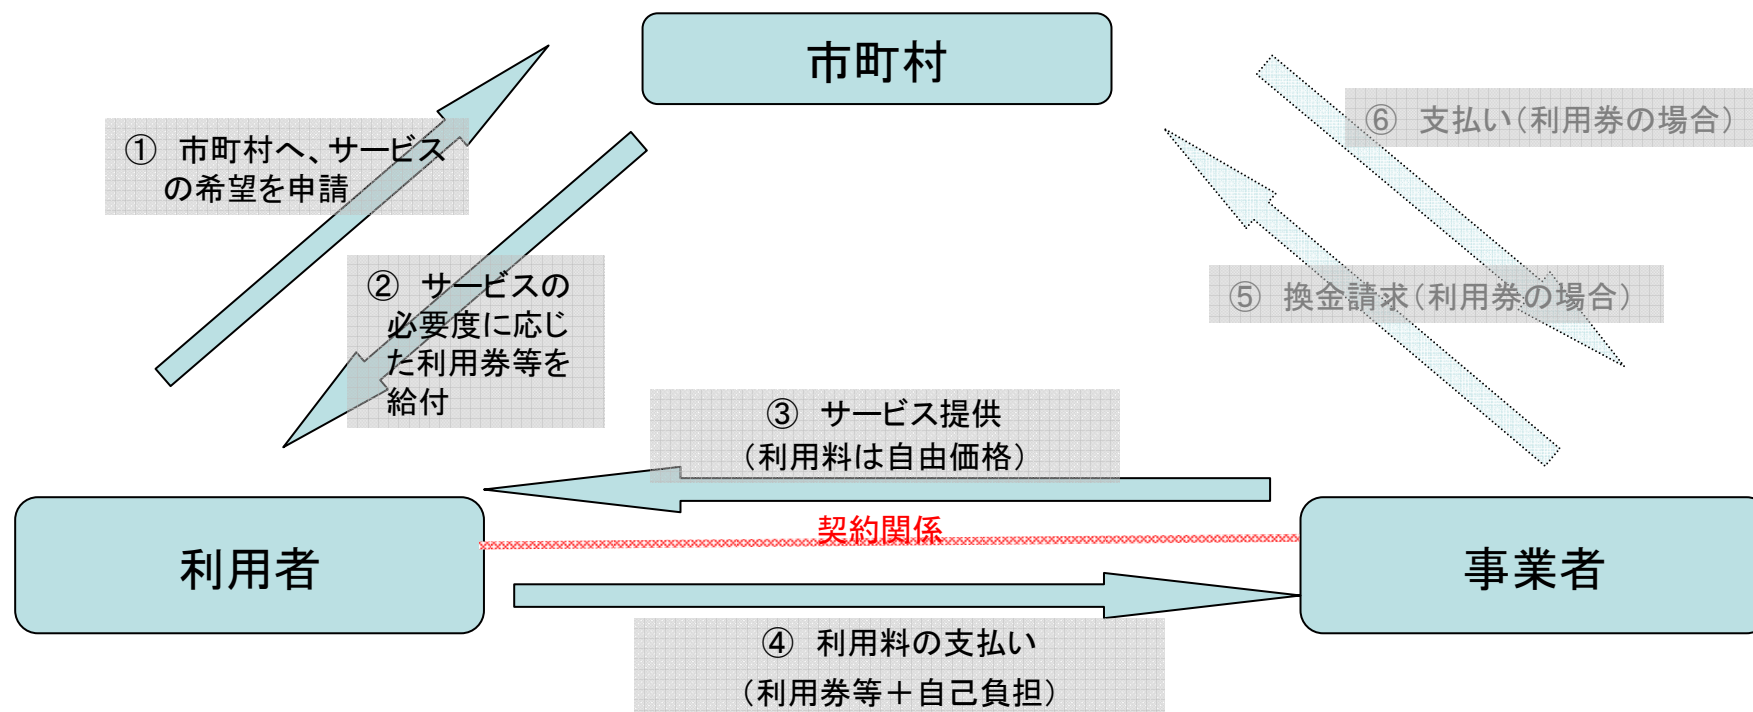 市町村
① 市町村へ、サービス
の希望を申請
② サービスの
必要度に応じ
た利用券等を
給付
⑥ 支払い(利用券の場合)
⑤ 換金請求(利用券の場合)
③ サービス提供
(利用料は自由価格)
契約関係
利用者
事業者
④ 利用料の支払い
(利用券等+自己負担)